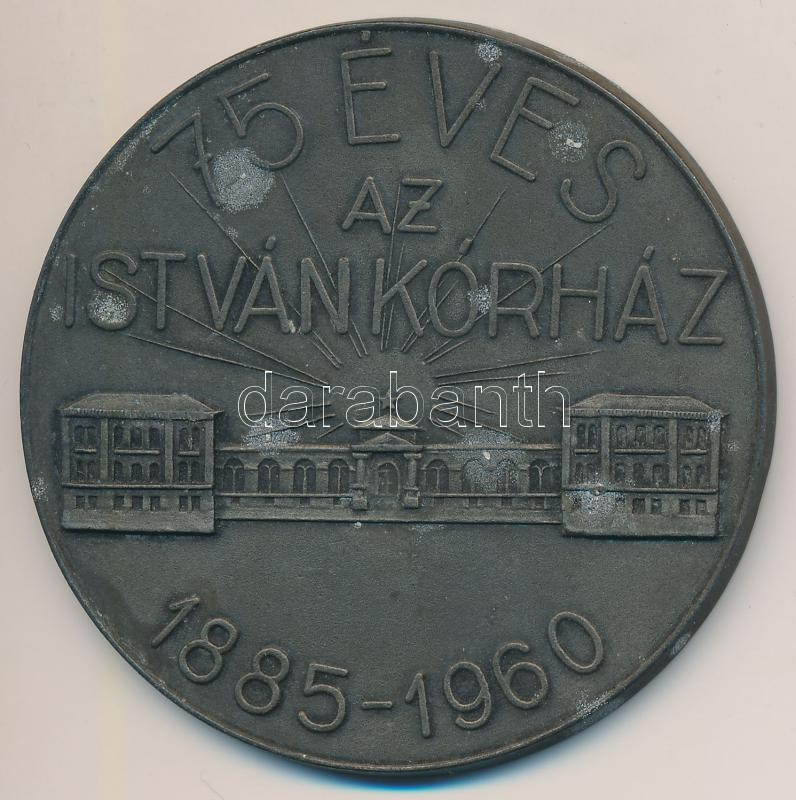 75 ÉVES
AZ
ISTVÁN KÓRHÁZ
darabanth
1885-1960